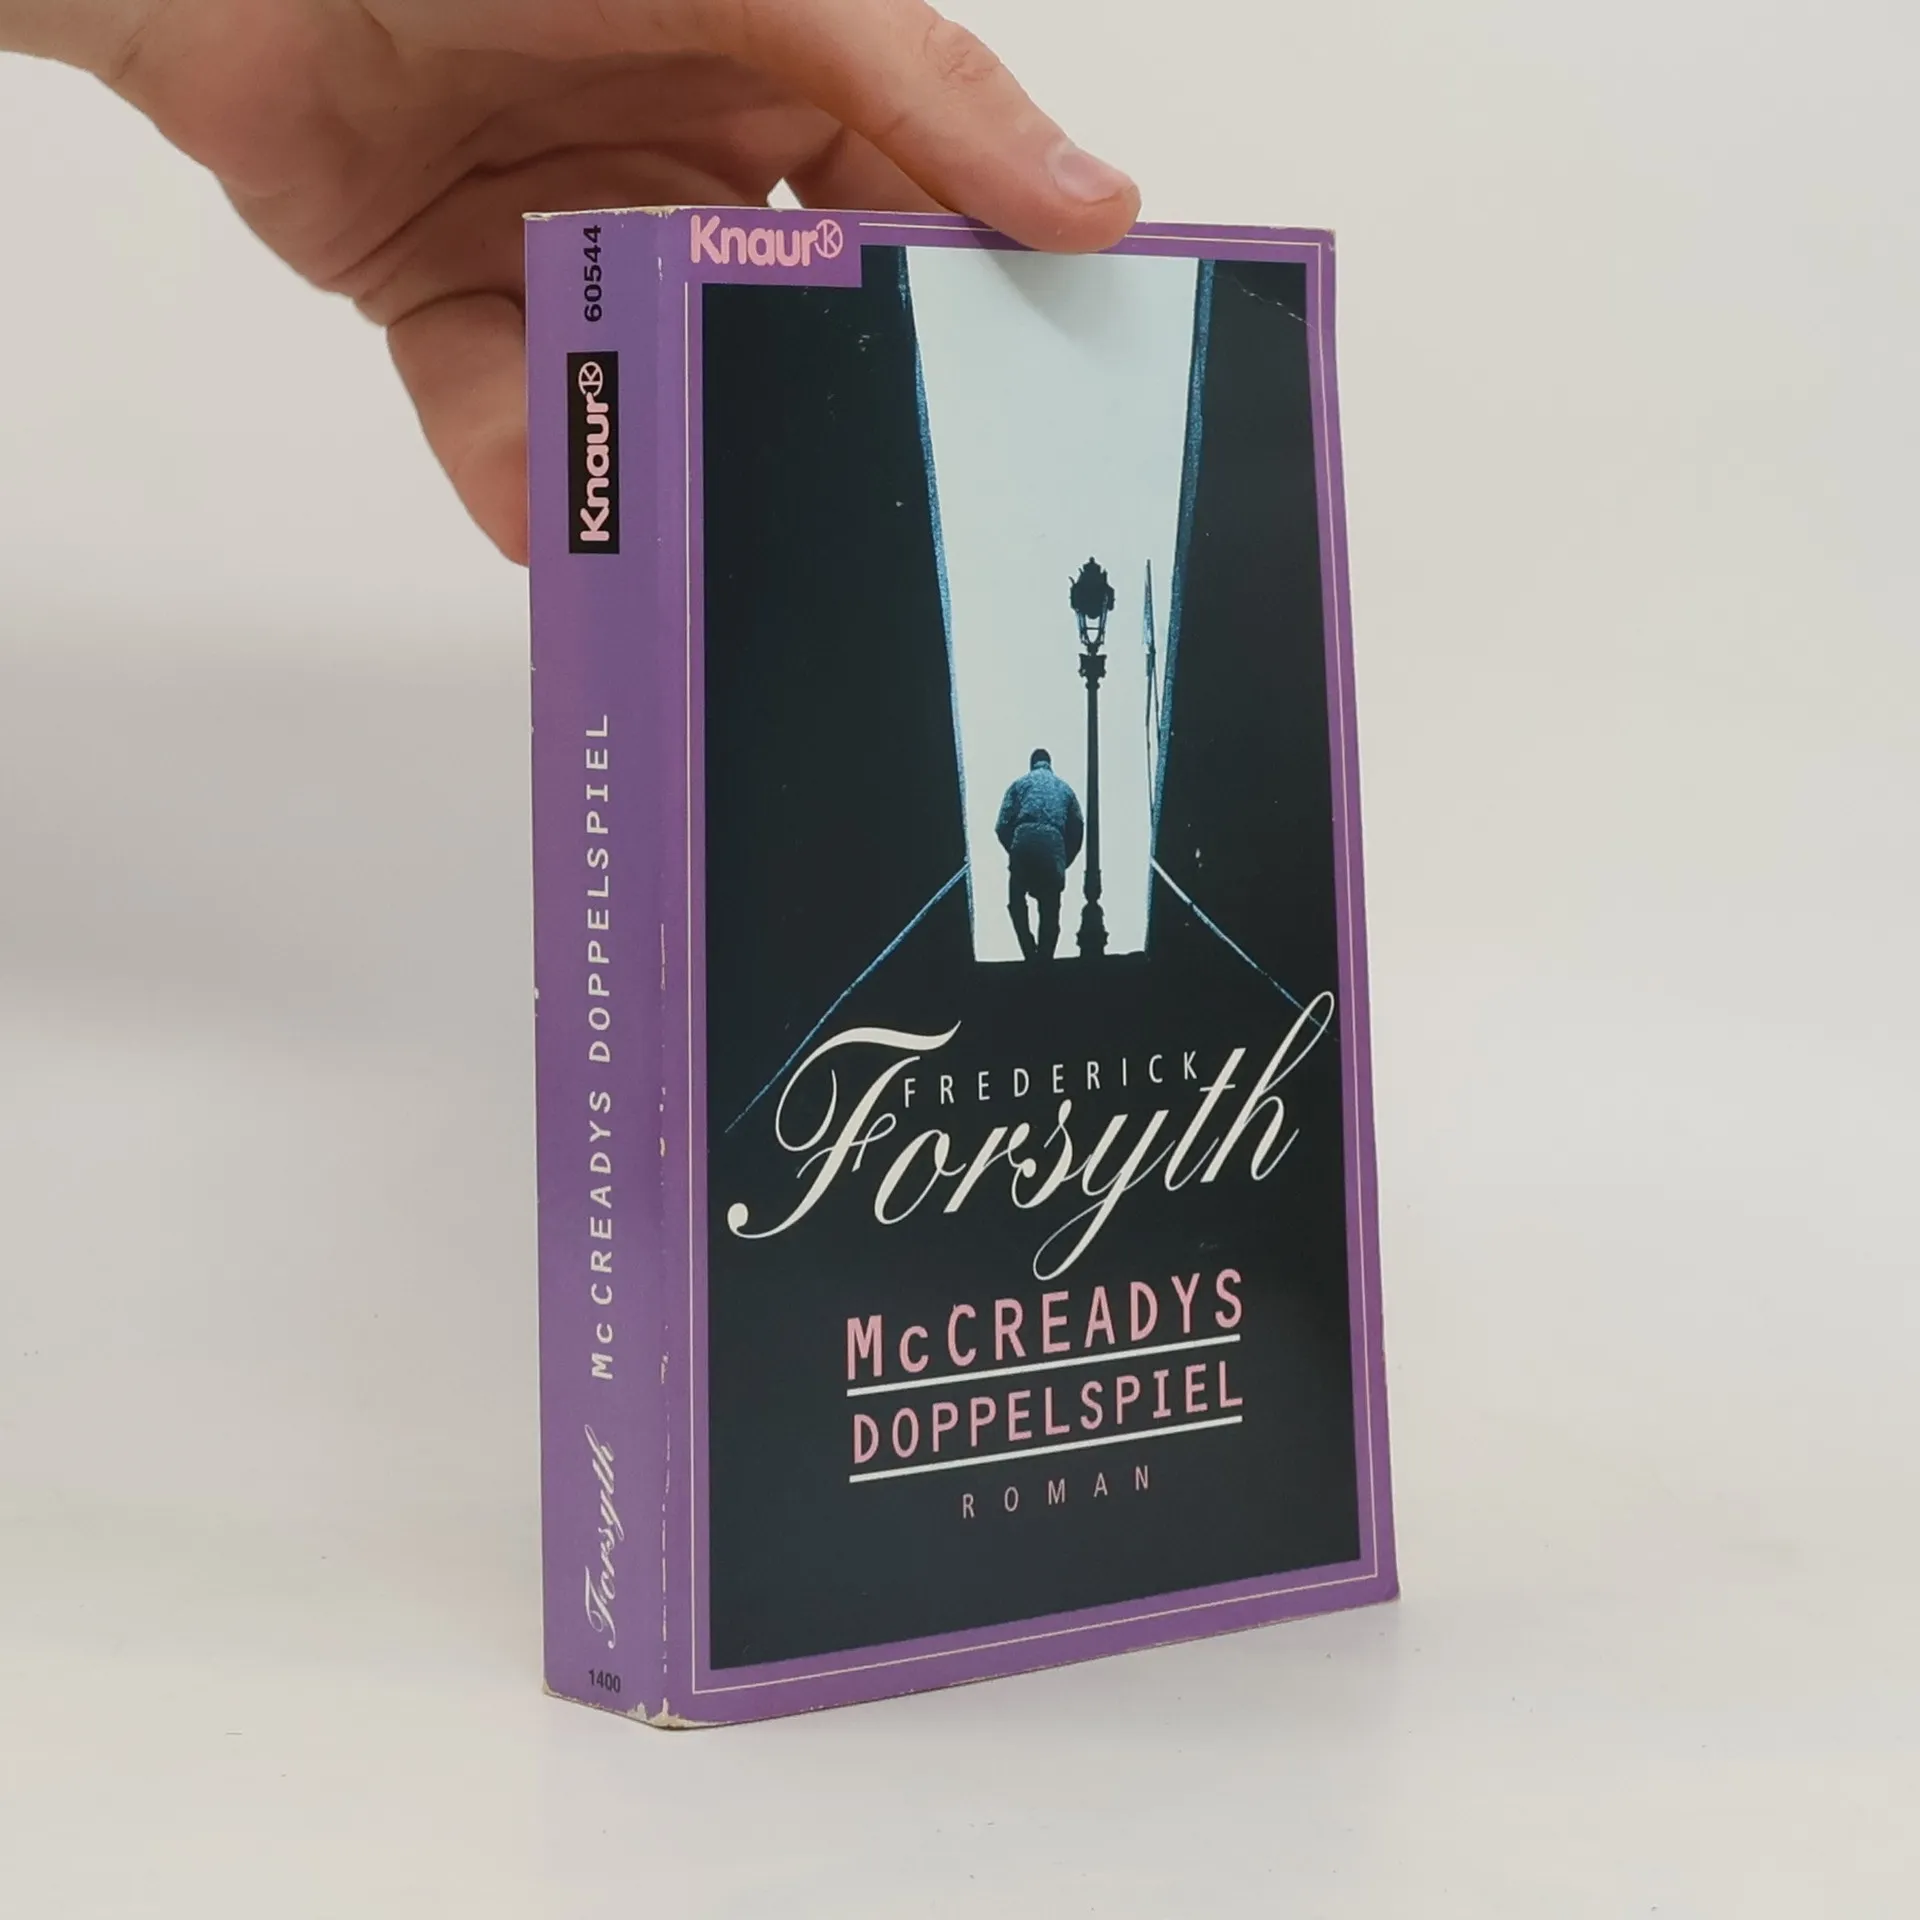 60544
Knaur
McCREADYS DOPPELSPIEL
Forsyth
1400
Knaur
FREDERICK
Forsyth
McCREADYS
DOPPELSPIEL
ROMAN